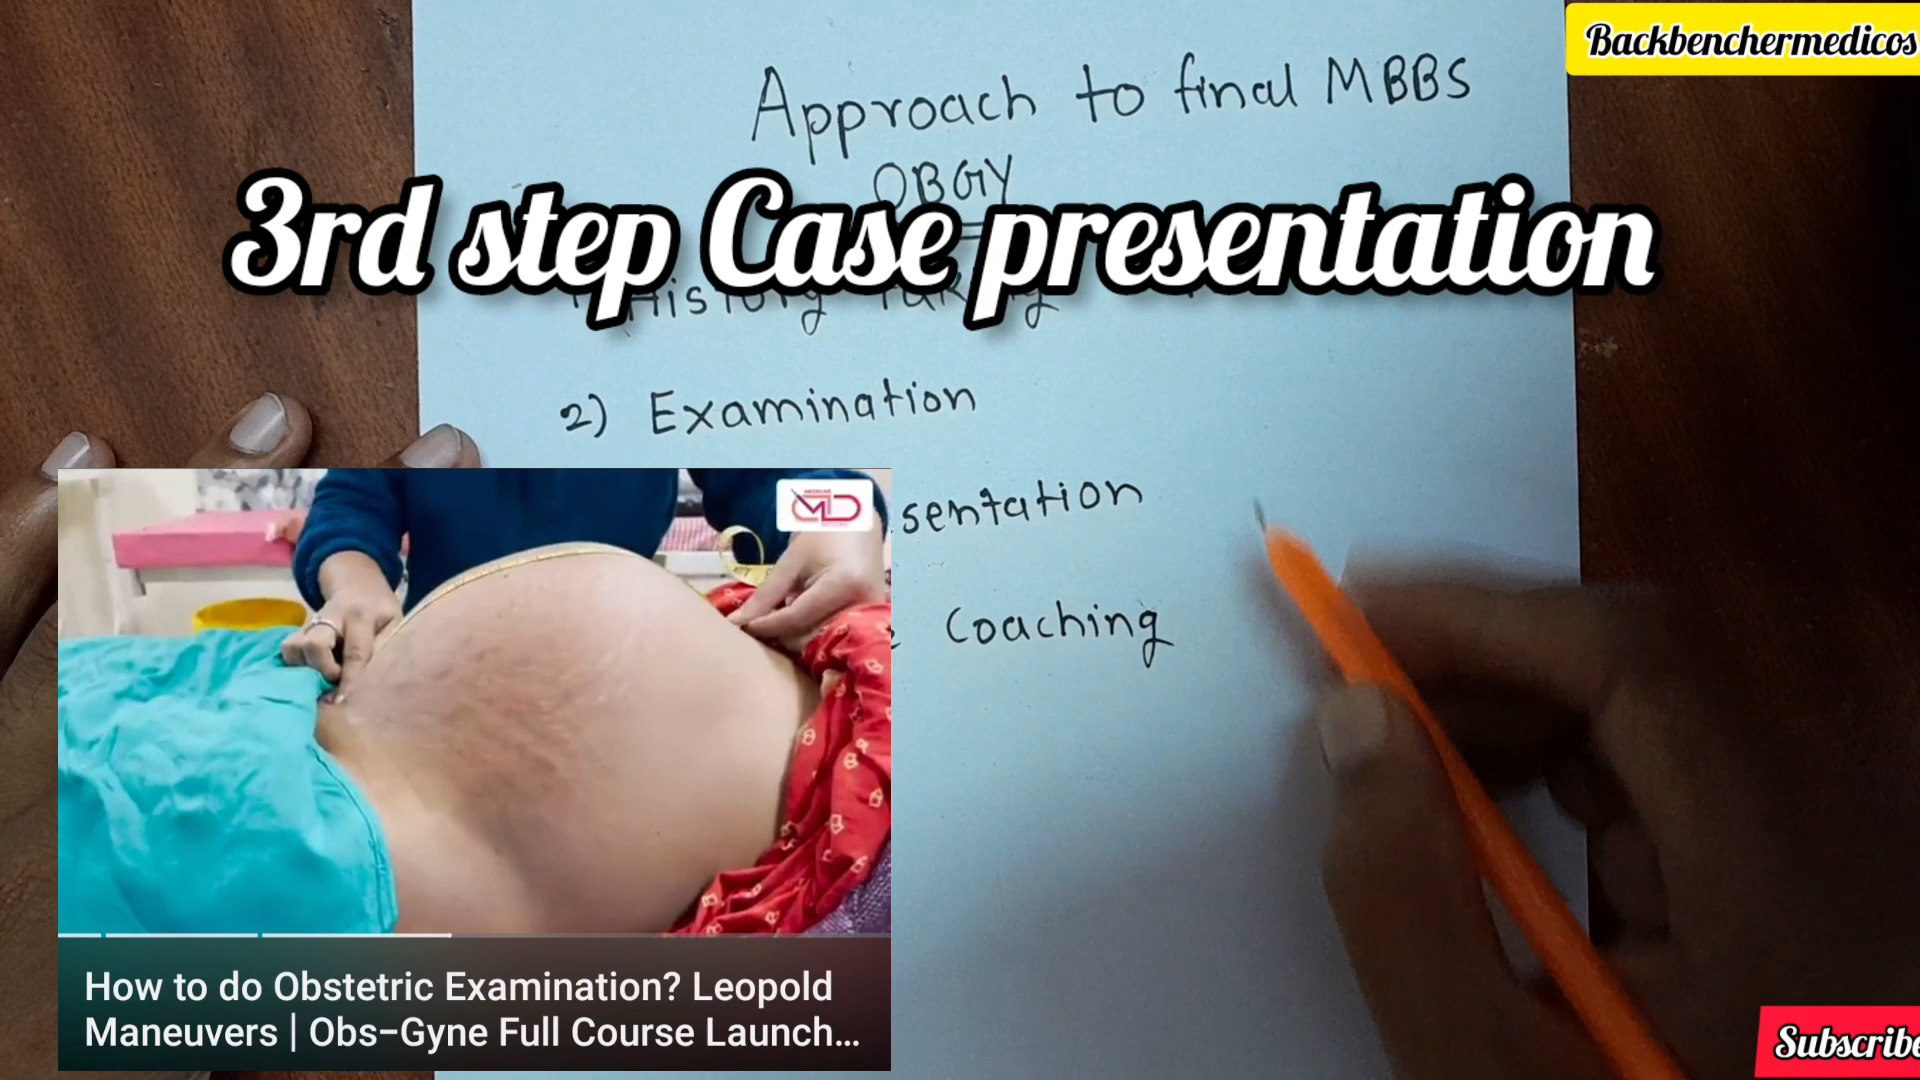 Backbenchermedicos
Approach to final MBBS
OBGY
3rd step Case presentation
History
2) Examination
sentation
Coaching
How to do Obstetric Examination? Leopold
Maneuvers | Obs-Gyne Full Course Launch...
Subscribe